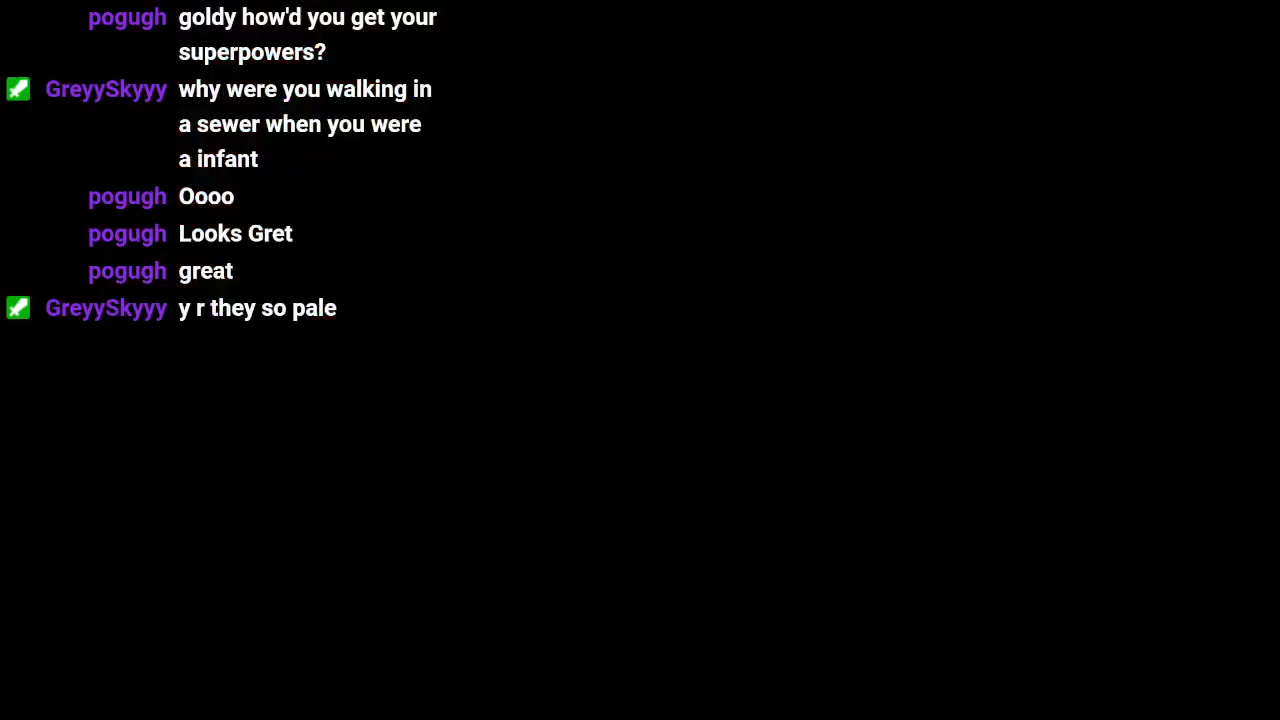 pogugh goldy how'd you get your
superpowers?
GreyySkyyy why were you walking in
a sewer when you were
a infant
pogugh Oooo
pogugh Looks Gret
pogugh great
GreyySkyyy y r they so pale